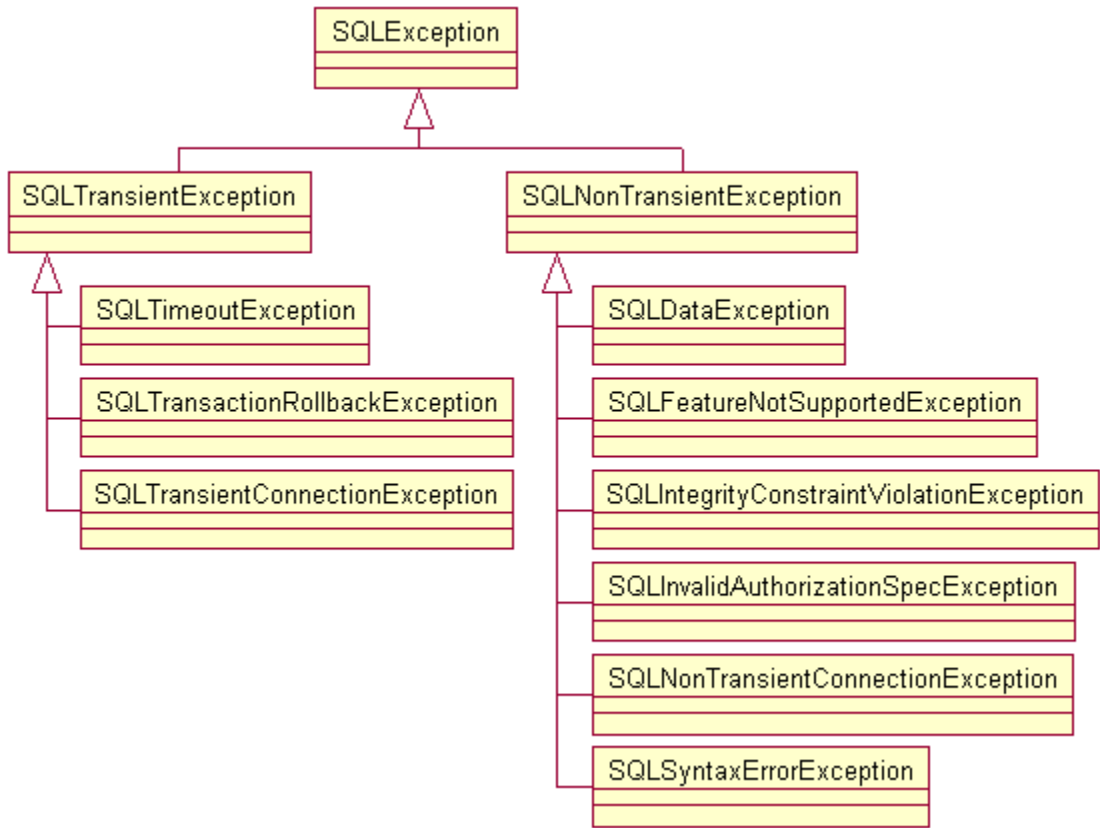 SQLException
SQLTransientException
SQLNonTransientException
SQLTimeoutException
SQLDataException
SQLTransactionRollbackException
SQLFeatureNotSupportedException
SQLTransientConnectionException
SQLIntegrityConstraintViolationException
SQLInvalidAuthorizationSpecException
SQLNonTransientConnectionException
SQLSyntaxErrorException